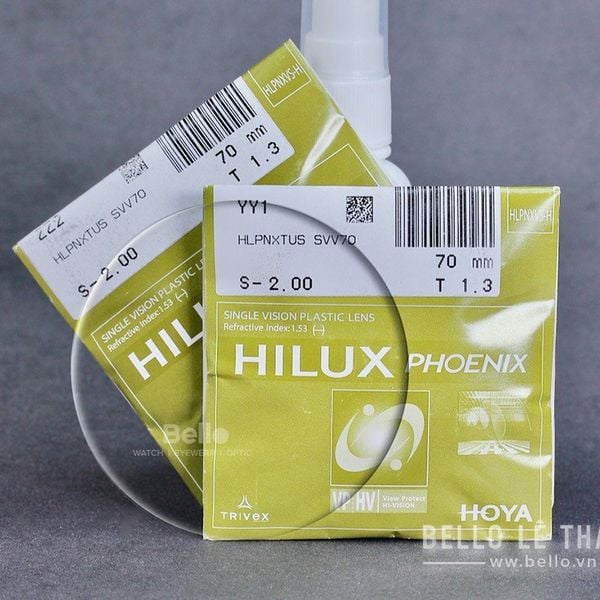 HLPNXVS-H
70 mm
T 1.3
ZZZ
HLPNXTUS SVV70
S-2.00
SINGLE VISION PLASTIC LENS
Refractive Index: 1.53 (-)
HILUX
YY1
HLPNXVS-H
HLPNXTUS SVV70
70 mm
S-2.00
T 1.3
SINGLE VISION PLASTIC LENS
Refractive Index: 1.53 (-)
HILUX PHOENIX
Bello
WATCH | EYEWEAR | OPTIC
VP HV
View Protect
HI-VISION
TRIVEX
HOYA
BELLO LÊ THA
www.bello.vn